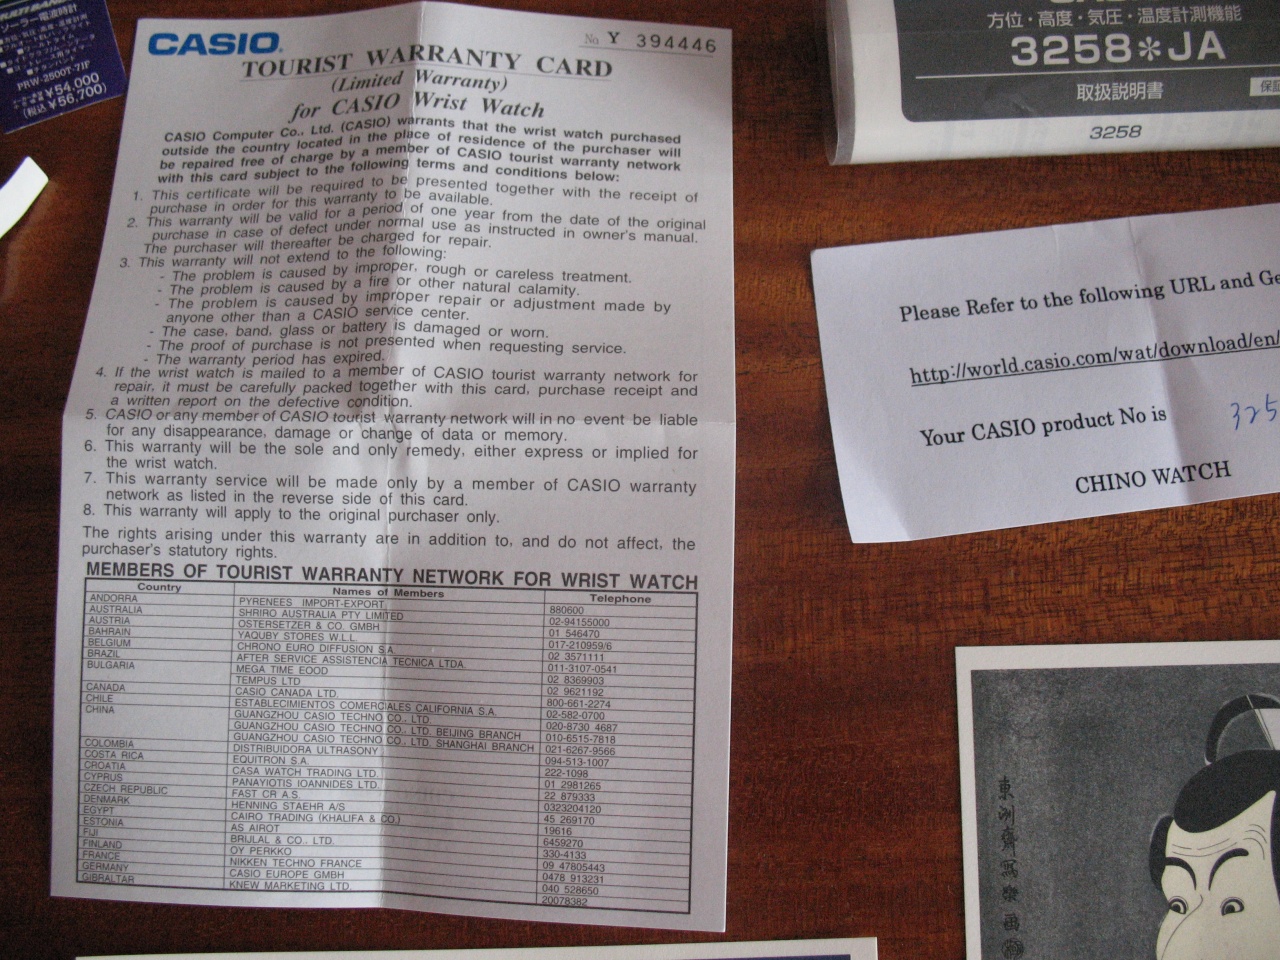 ソーラー電波時計
PRW-2500T-7JF
¥54,000
(税込 ¥56,700)
CASIO
No Y 394446
TOURIST WARRANTY CARD
(Limited Warranty)
for CASIO Wrist Watch
CASIO Computer Co., Ltd. (CASIO) warrants that the wrist watch purchased
outside the country located in the place of residence of the purchaser will
be repaired free of charge by a member of CASIO tourist warranty network
with this card subject to the following terms and conditions below:
1. This certificate will be required to be presented together with the receipt of
purchase in order for this warranty to be available.
2. This warranty will be valid for a period of one year from the date of the original
purchase in case of defect under normal use as instructed in owner's manual.
The purchaser will thereafter be charged for repair.
3. This warranty will not extend to the following:
- The problem is caused by improper, rough or careless treatment.
- The problem is caused by a fire or other natural calamity.
- The problem is caused by improper repair or adjustment made by
anyone other than a CASIO service center.
- The case, band, glass or battery is damaged or worn.
- The proof of purchase is not presented when requesting service.
- The warranty period has expired.
4. If the wrist watch is mailed to a member of CASIO tourist warranty network for
repair, it must be carefully packed together with this card, purchase receipt and
a written report on the defective condition.
5. CASIO or any member of CASIO tourist warranty network will in no event be liable
for any disappearance, damage or change of data or memory.
6. This warranty will be the sole and only remedy, either express or implied for
the wrist watch.
7. This warranty service will be made only by a member of CASIO warranty
network as listed in the reverse side of this card.
8. This warranty will apply to the original purchaser only.
The rights arising under this warranty are in addition to, and do not affect, the
purchaser's statutory rights.
MEMBERS OF TOURIST WARRANTY NETWORK FOR WRIST WATCH
Country Names of Members Telephone
ANDORRA PYRENEES IMPORT-EXPORT 880600
AUSTRALIA SHRIRO AUSTRALIA PTY LIMITED 02-94155000
AUSTRIA OSTERSETZER & CO. GMBH 01 546470
BAHRAIN YAQUBY STORES W.L.L. 017-210959/6
BELGIUM CHRONO EURO DIFFUSION S.A. 02 3571111
BRAZIL AFTER SERVICE ASSISTENCIA TECNICA LTDA. 011-3107-0541
BULGARIA MEGA TIME EOOD 02 8369903
TEMPUS LTD 02 9621192
CANADA CASIO CANADA LTD. 800-661-2274
CHILE ESTABLECIMIENTOS COMERCIALES CALIFORNIA S.A. 02-582-0700
CHINA GUANGZHOU CASIO TECHNO CO., LTD. 020-8730 4687
GUANGZHOU CASIO TECHNO CO., LTD. BEIJING BRANCH 010-6515-7818
GUANGZHOU CASIO TECHNO CO., LTD. SHANGHAI BRANCH 021-6267-9566
COLOMBIA DISTRIBUIDORA ULTRASONY 094-513-1007
COSTA RICA EQUITRON S.A. 222-1098
CROATIA CASA WATCH TRADING LTD. 01 2981265
CYPRUS PANAYIOTIS IOANNIDES LTD. 22 879333
CZECH REPUBLIC FAST CR A.S. 0323204120
DENMARK HENNING STAEHR A/S 45 269170
EGYPT CAIRO TRADING (KHALIFA & CO.) 19616
ESTONIA AS AIROT 6459270
FIJI BRIJLAL & CO., LTD. 330-4133
FINLAND OY PERKKO 09 47805443
FRANCE NIKKEN TECHNO FRANCE 0478 913231
GERMANY CASIO EUROPE GMBH 040 528650
GIBRALTAR KNEW MARKETING LTD. 20078382
方位・高度・気圧・温度計測機能
3258*JA
取扱説明書
保証
3258
Please Refer to the following URL and Ge
http://world.casio.com/wat/download/en/
Your CASIO product No is 325
CHINO WATCH
東洲齋寫樂画